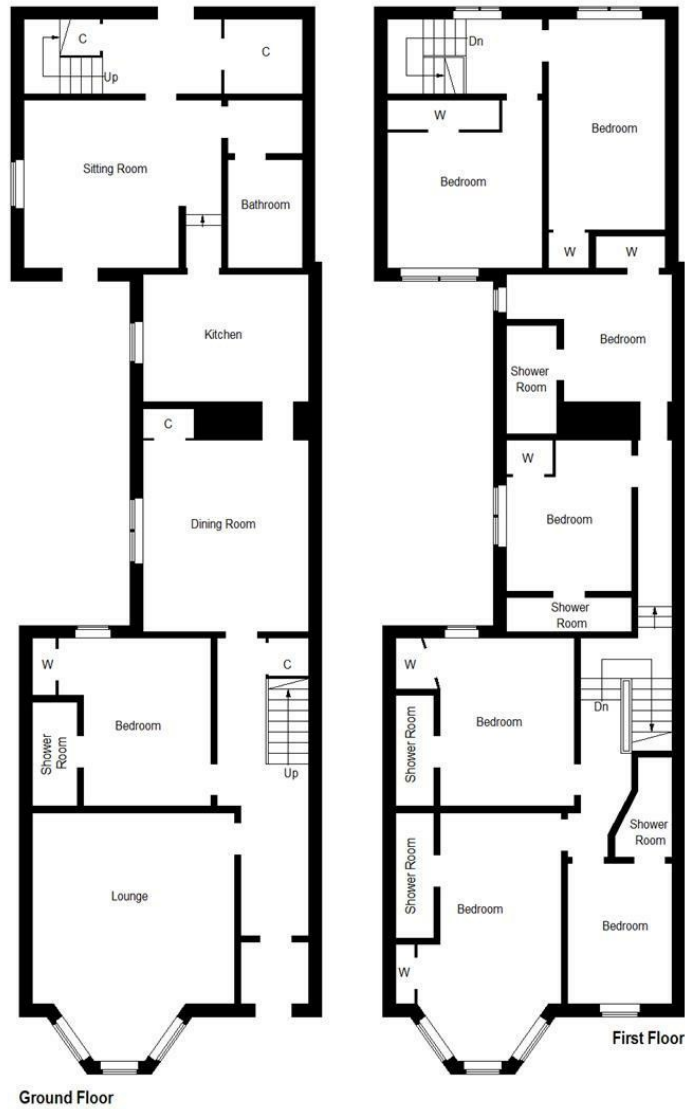 C
C
Up
Sitting Room
Bathroom
Kitchen
C
Dining Room
W
C
Bedroom
Shower
Room
Up
Lounge
Ground Floor
Dn
W
Bedroom
Bedroom
W
W
Bedroom
Shower
Room
W
Bedroom
Shower
Room
W
Dn
Bedroom
Shower Room
Shower
Room
Shower Room
Bedroom
Bedroom
W
First Floor